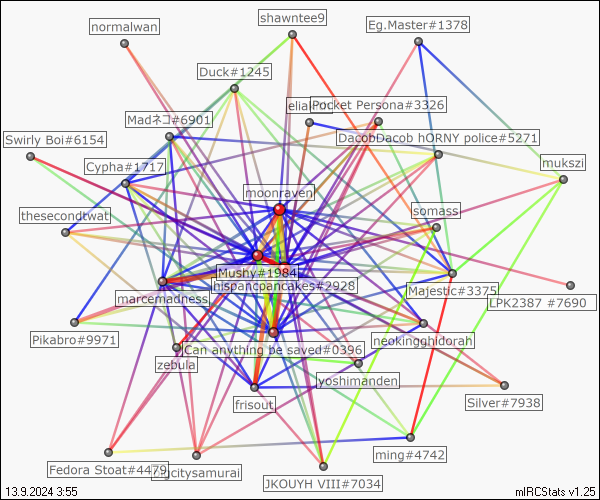 shawntee9
normalwan
Eg.Master#1378
Duck#1245
Pocket Persona#3326
Madネコ#6901
DacobDacob hORNY police#5271
Swirly Boi#6154
Cypha#1717
mukszi
moonraven
thesecondtwat
somass
Mushy#1984
hispancpancakes#2928
Majestic#3375
LPK2387 #7690
marcemadness
Pikabro#9971
neokingghidorah
Can anything be saved#0396
zebula
yoshimanden
frisout
Silver#7938
ming#4742
Fedora Stoat#4479
JKOUYH VIII#7034
13.9.2024 3:55
mIRCStats v1.25